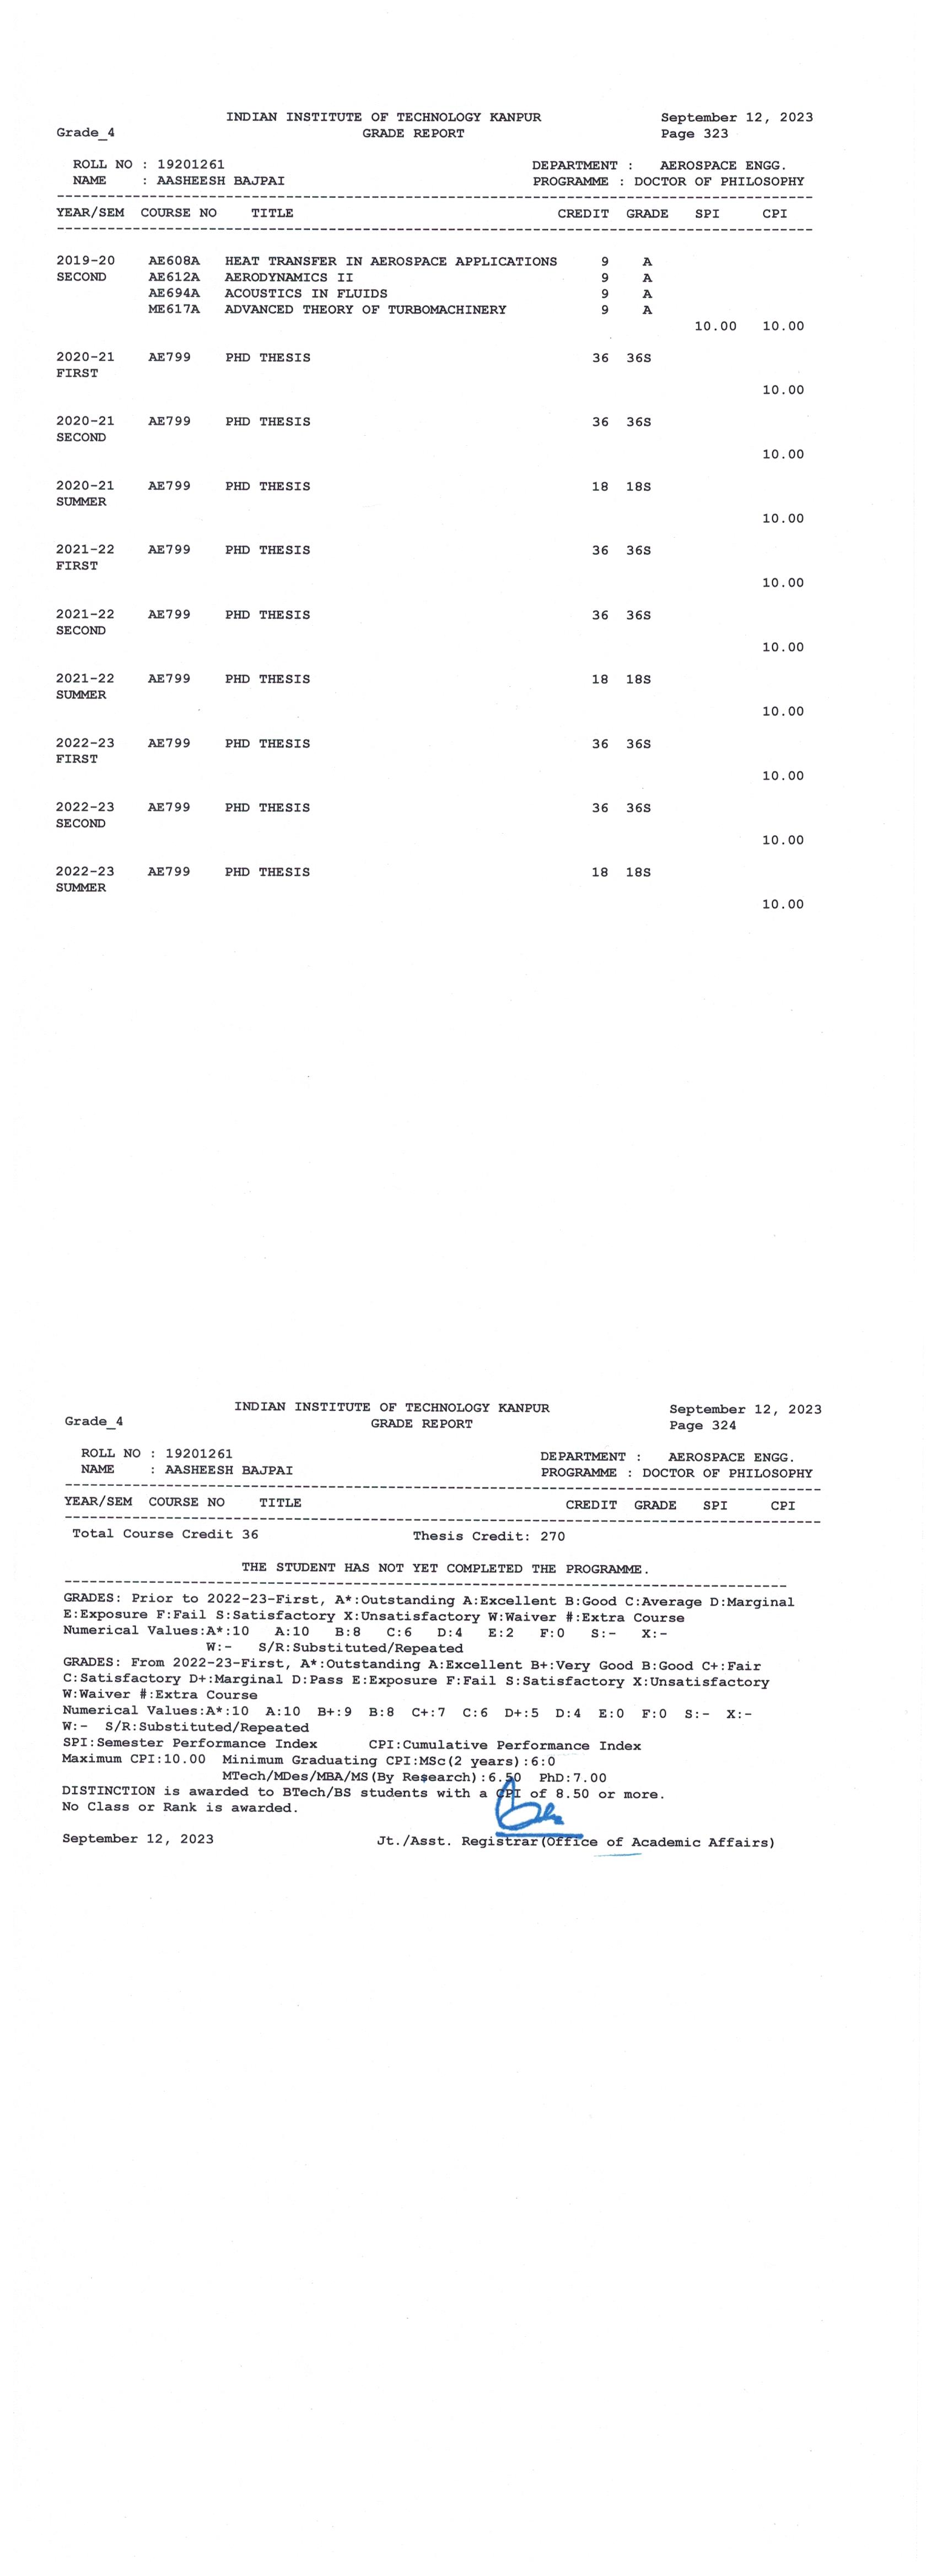 INDIAN INSTITUTE OF TECHNOLOGY KANPUR September 12, 2023
Grade_4 GRADE REPORT Page 323
ROLL NO : 19201261 DEPARTMENT : AEROSPACE ENGG.
NAME : AASHEESH BAJPAI PROGRAMME : DOCTOR OF PHILOSOPHY
YEAR/SEM COURSE NO TITLE CREDIT GRADE SPI CPI
2019-20 AE608A HEAT TRANSFER IN AEROSPACE APPLICATIONS 9 A
SECOND AE612A AERODYNAMICS II 9 A
AE694A ACOUSTICS IN FLUIDS 9 A
ME617A ADVANCED THEORY OF TURBOMACHINERY 9 A
10.00 10.00
2020-21 AE799 PHD THESIS 36 36S
FIRST
10.00
2020-21 AE799 PHD THESIS 36 36S
SECOND
10.00
2020-21 AE799 PHD THESIS 18 18S
SUMMER
10.00
2021-22 AE799 PHD THESIS 36 36S
FIRST
10.00
2021-22 AE799 PHD THESIS 36 36S
SECOND
10.00
2021-22 AE799 PHD THESIS 18 18S
SUMMER
10.00
2022-23 AE799 PHD THESIS 36 36S
FIRST
10.00
2022-23 AE799 PHD THESIS 36 36S
SECOND
10.00
2022-23 AE799 PHD THESIS 18 18S
SUMMER
10.00
INDIAN INSTITUTE OF TECHNOLOGY KANPUR September 12, 2023
Grade_4 GRADE REPORT Page 324
ROLL NO : 19201261 DEPARTMENT : AEROSPACE ENGG.
NAME : AASHEESH BAJPAI PROGRAMME : DOCTOR OF PHILOSOPHY
YEAR/SEM COURSE NO TITLE CREDIT GRADE SPI CPI
Total Course Credit 36 Thesis Credit: 270
THE STUDENT HAS NOT YET COMPLETED THE PROGRAMME.
GRADES: Prior to 2022-23-First, A*:Outstanding A:Excellent B:Good C:Average D:Marginal
E:Exposure F:Fail S:Satisfactory X:Unsatisfactory W:Waiver #:Extra Course
Numerical Values:A*:10 A:10 B:8 C:6 D:4 E:2 F:0 S:- X:-
W:- S/R:Substituted/Repeated
GRADES: From 2022-23-First, A*:Outstanding A:Excellent B+:Very Good B:Good C+:Fair
C:Satisfactory D+:Marginal D:Pass E:Exposure F:Fail S:Satisfactory X:Unsatisfactory
W:Waiver #:Extra Course
Numerical Values:A*:10 A:10 B+:9 B:8 C+:7 C:6 D+:5 D:4 E:0 F:0 S:- X:-
W:- S/R:Substituted/Repeated
SPI:Semester Performance Index CPI:Cumulative Performance Index
Maximum CPI:10.00 Minimum Graduating CPI:MSc(2 years):6:0
MTech/MDes/MBA/MS(By Research):6.50 PhD:7.00
DISTINCTION is awarded to BTech/BS students with a CPI of 8.50 or more.
No Class or Rank is awarded.
September 12, 2023 Jt./Asst. Registrar(Office of Academic Affairs)